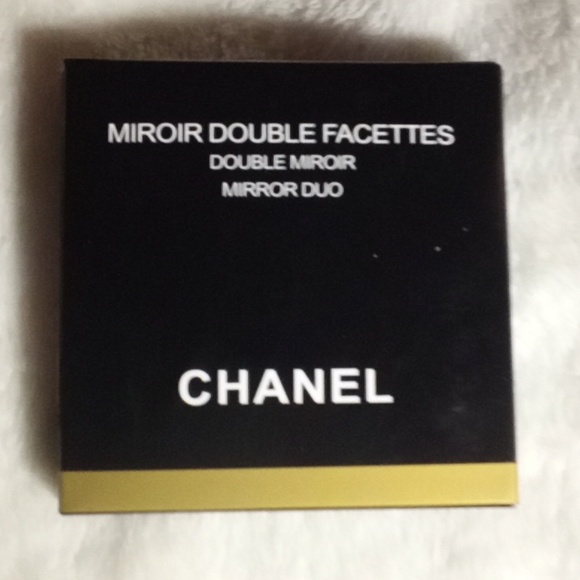 MIROIR DOUBLE FACETTES
DOUBLE MIROIR
MIRROR DUO
CHANEL